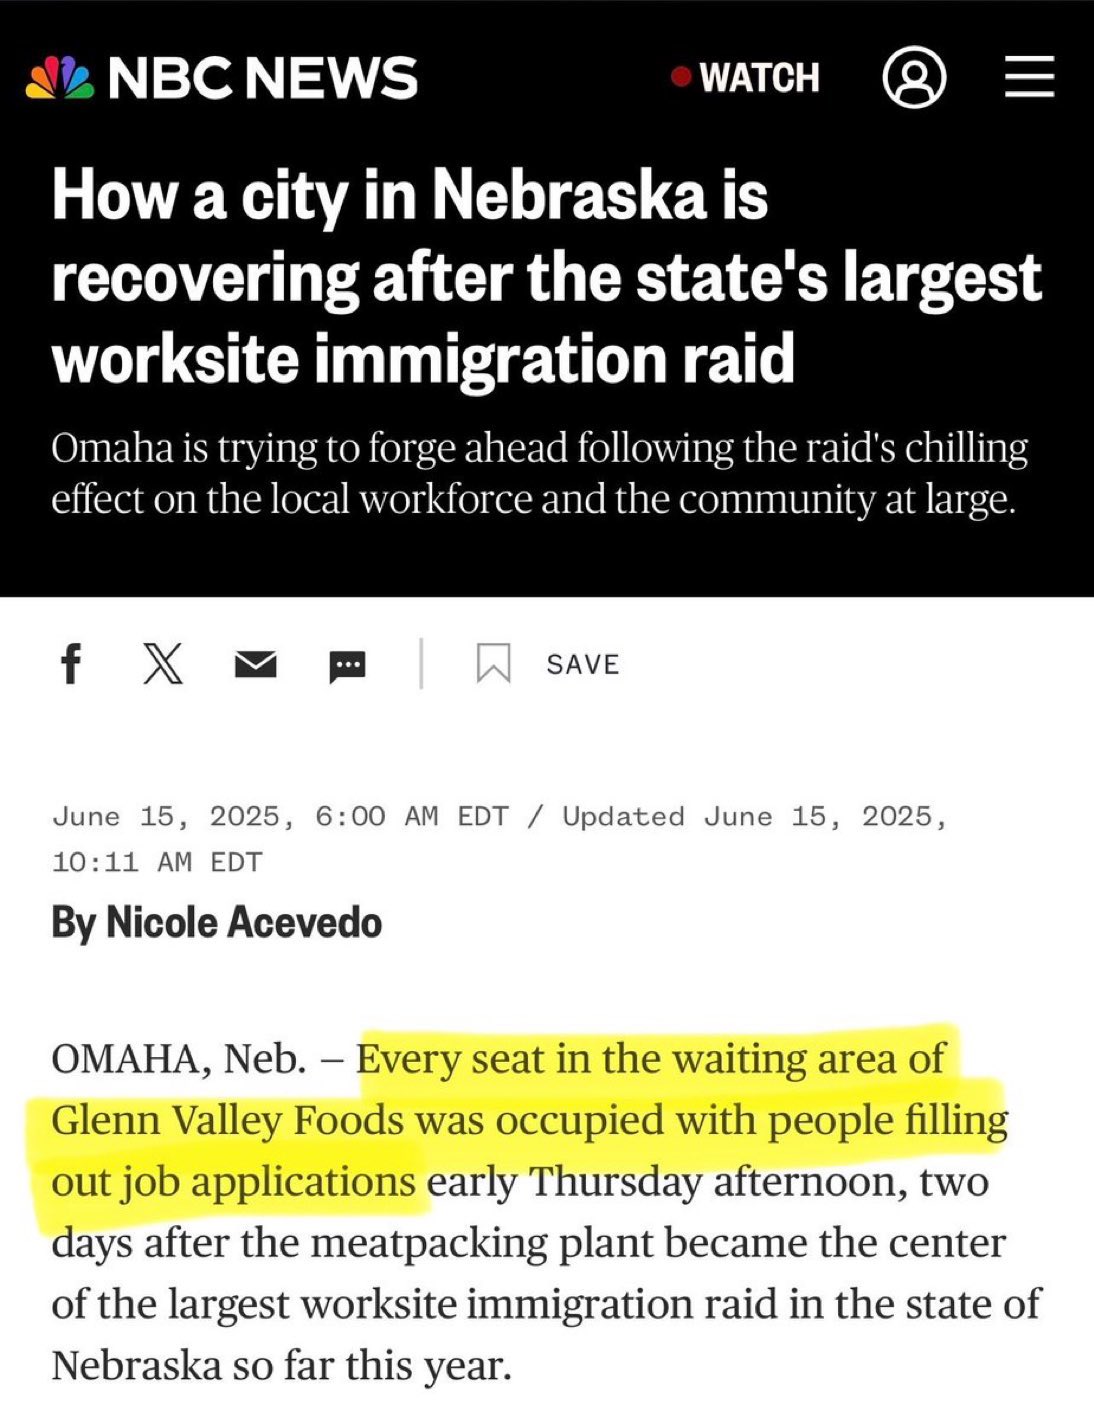 NBC NEWS
WATCH
How a city in Nebraska is
recovering after the state's largest
worksite immigration raid
Omaha is trying to forge ahead following the raid's chilling
effect on the local workforce and the community at large.
f X SAVE
June 15, 2025, 6:00 AM EDT / Updated June 15, 2025,
10:11 AM EDT
By Nicole Acevedo
OMAHA, Neb. — Every seat in the waiting area of
Glenn Valley Foods was occupied with people filling
out job applications early Thursday afternoon, two
days after the meatpacking plant became the center
of the largest worksite immigration raid in the state of
Nebraska so far this year.